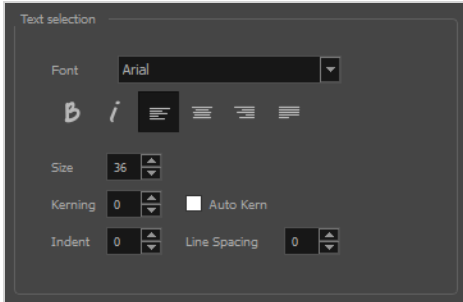 Text selection
Font Arial
B i
Size 36
Kerning 0 Auto Kern
Indent 0 Line Spacing 0